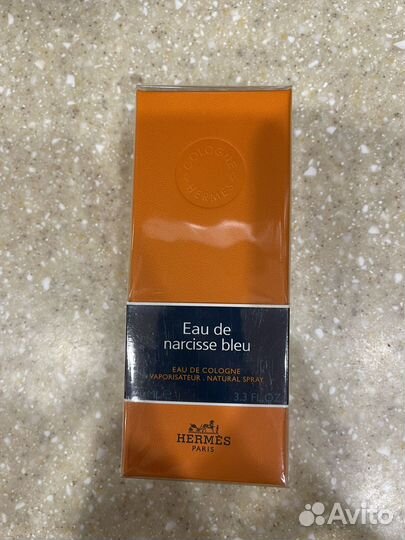 COLOGNE
HERMÈS
Eau de
narcisse bleu
EAU DE COLOGNE
VAPORISATEUR . NATURAL SPRAY
3.3 FL.OZ
HERMÈS
PARIS
Avito